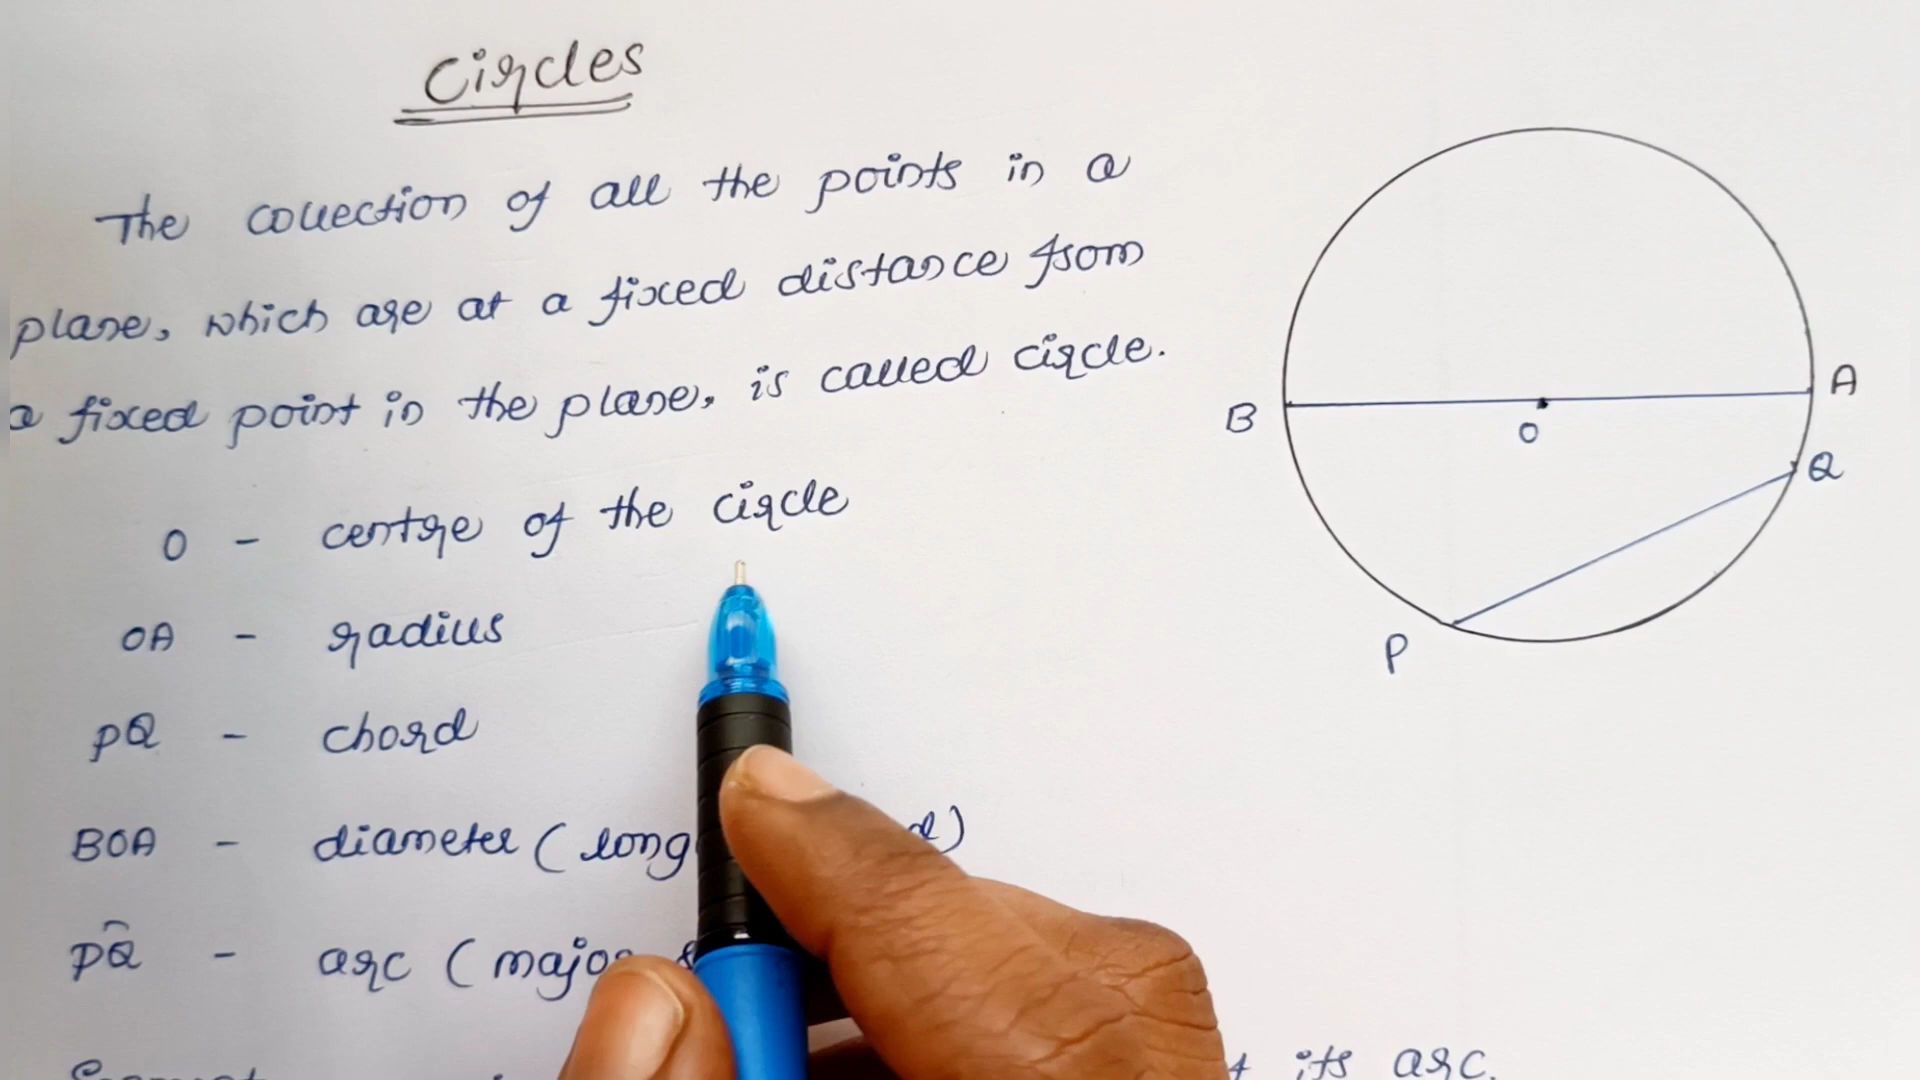 Circles
The collection of all the points in a
plane, which are at a fixed distance from
a fixed point in the plane, is called circle.
O - centre of the circle
OA - radius
PQ - chord
BOA - diameter (long
PQ - arc (major
its arc.
A
B
O
Q
P